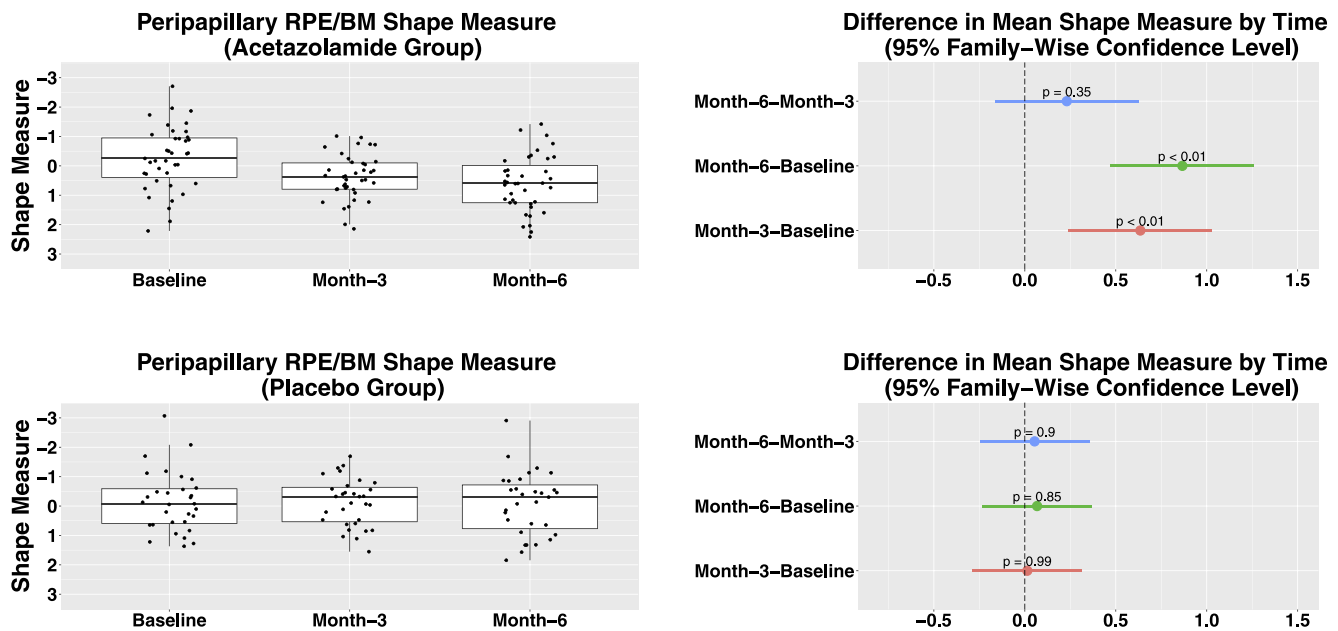 Peripapillary RPE/BM Shape Measure
(Acetazolamide Group)
Shape Measure
−3
−2
−1
0
1
2
3
Baseline
Month−3
Month−6
Difference in Mean Shape Measure by Time
(95% Family−Wise Confidence Level)
Month−6−Month−3
p = 0.35
Month−6−Baseline
p < 0.01
Month−3−Baseline
p < 0.01
−0.5
0.0
0.5
1.0
1.5
Peripapillary RPE/BM Shape Measure
(Placebo Group)
Shape Measure
−3
−2
−1
0
1
2
3
Baseline
Month−3
Month−6
Difference in Mean Shape Measure by Time
(95% Family−Wise Confidence Level)
Month−6−Month−3
p = 0.9
Month−6−Baseline
p = 0.85
Month−3−Baseline
p = 0.99
−0.5
0.0
0.5
1.0
1.5